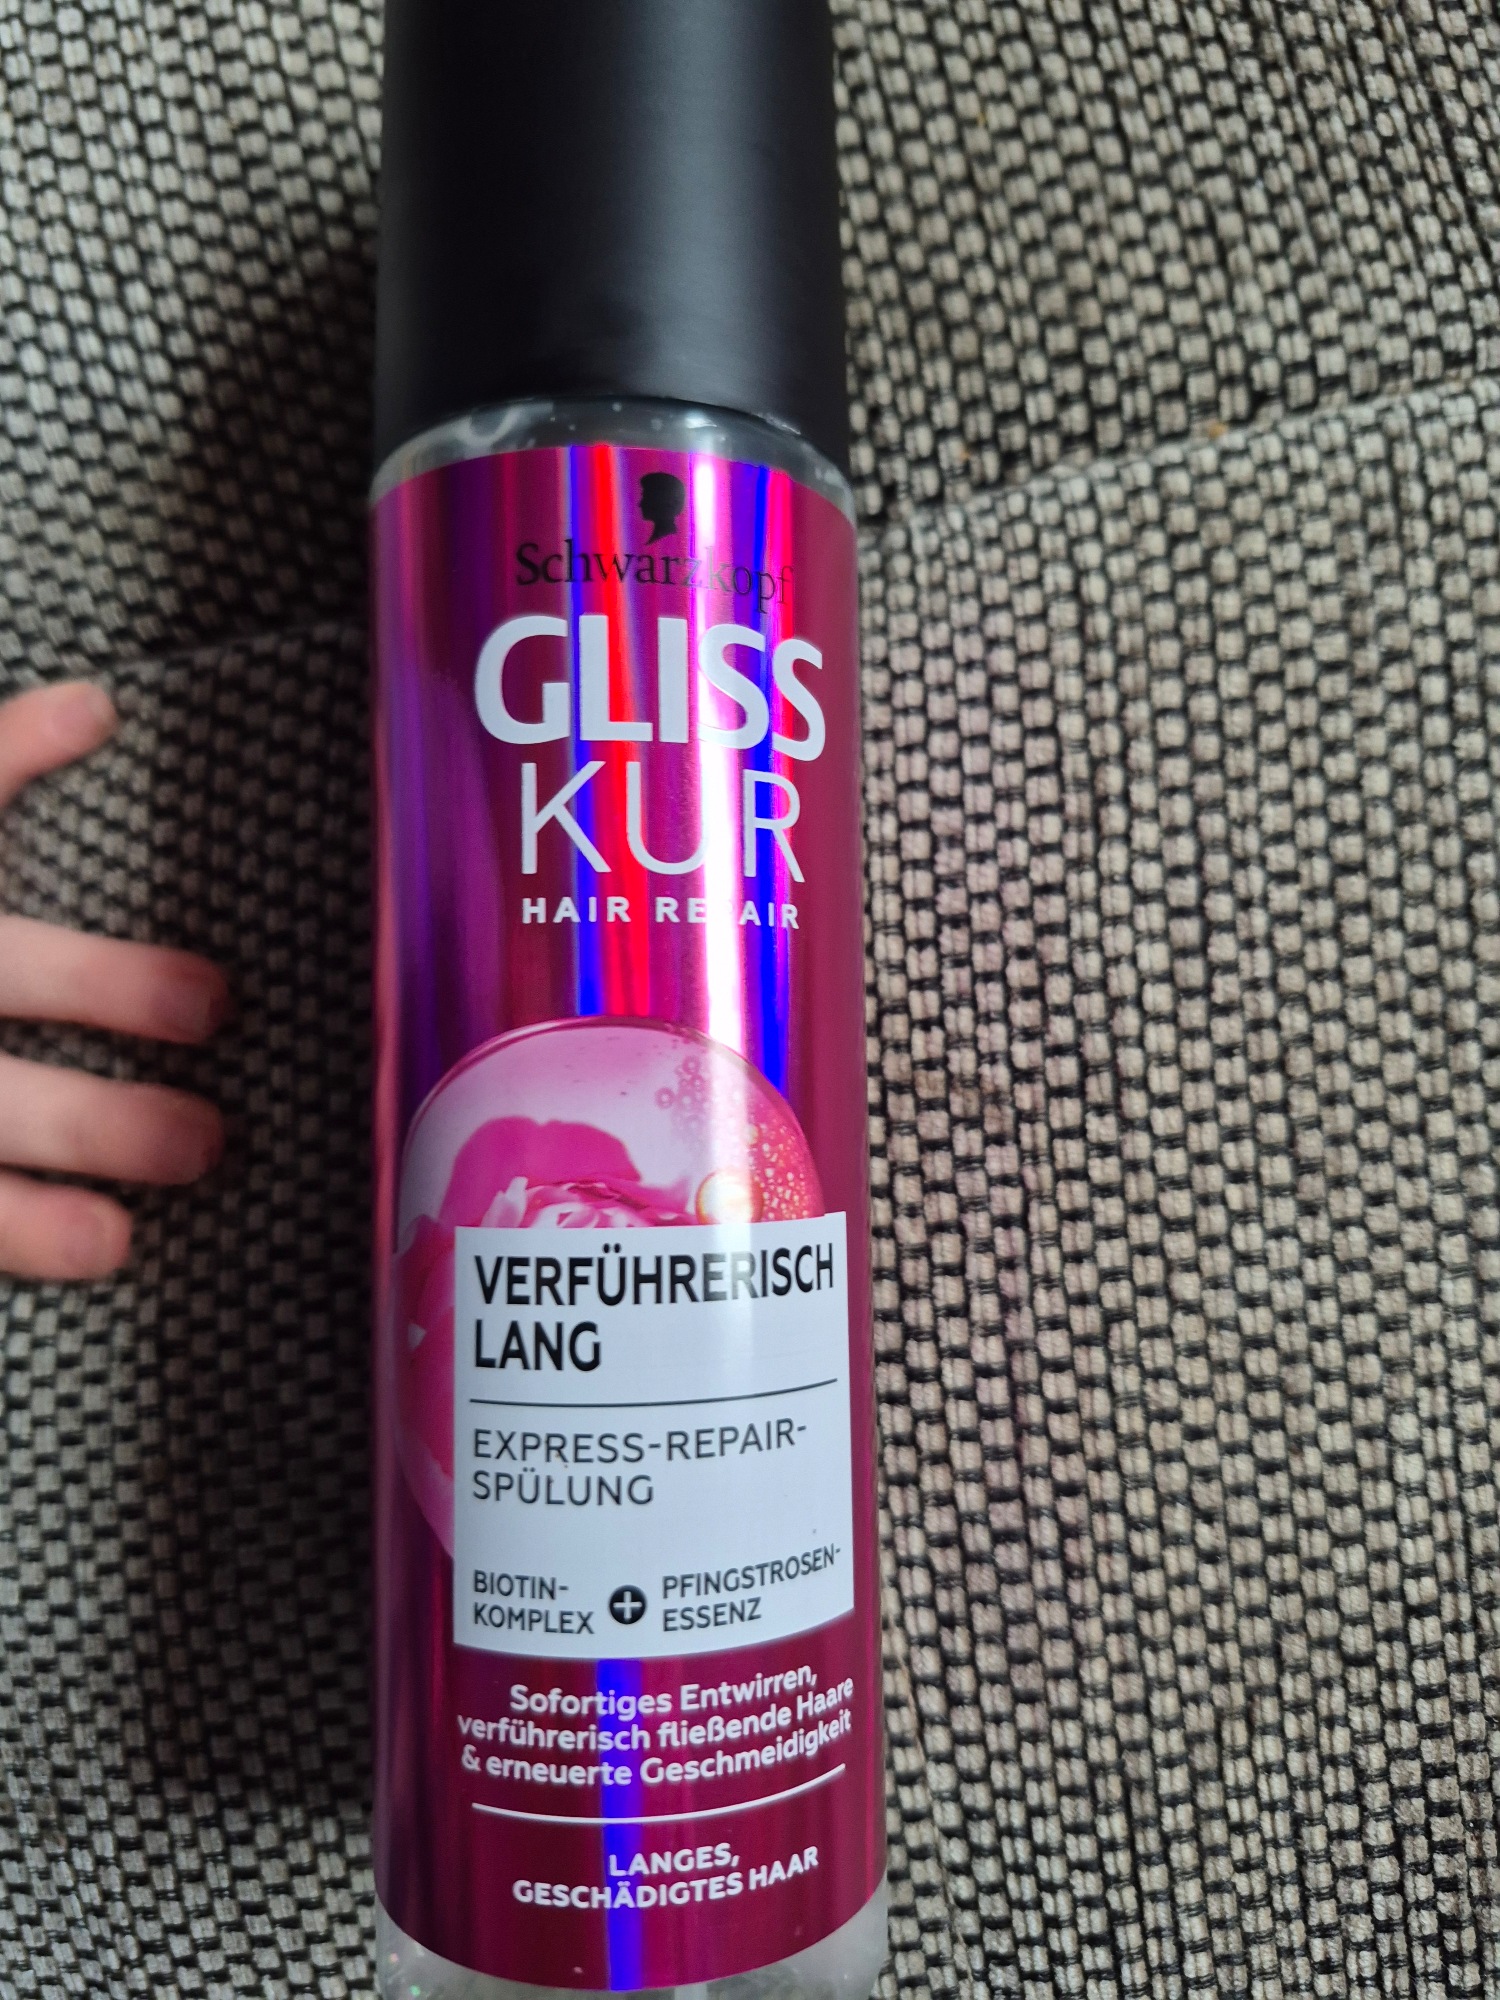 Schwarzkopf
GLISS
KUR
HAIR REPAIR
VERFÜHRERISCH
LANG
EXPRESS-REPAIR-
SPÜLUNG
BIOTIN-
KOMPLEX
+
PFINGSTROSEN-
ESSENZ
Sofortiges Entwirren,
verführerisch fließende Haare
& erneuerte Geschmeidigkeit
LANGES,
GESCHÄDIGTES HAAR